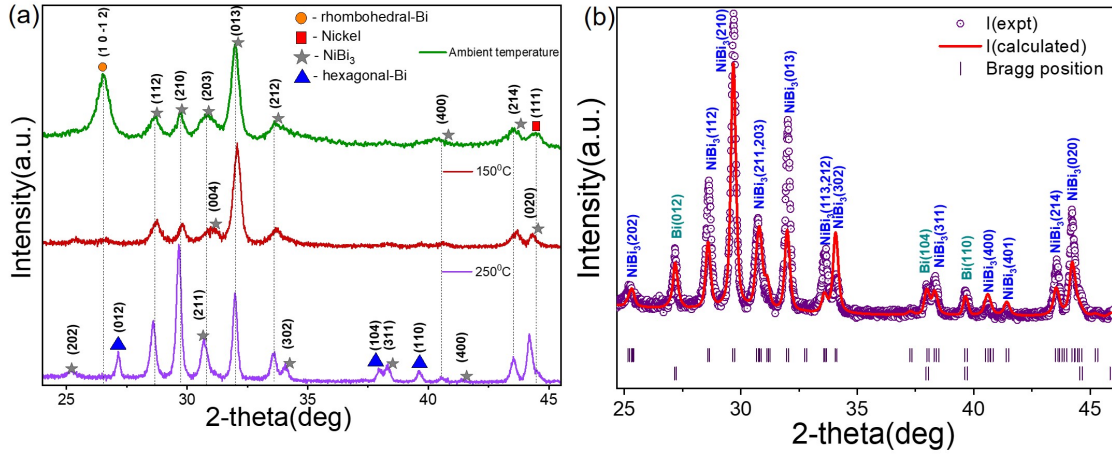 (a)
- rhombohedral-Bi
- Nickel
- NiBi₃
- hexagonal-Bi
Ambient temperature
(1 0 -1 2)
(112)
(210)
(203)
(013)
(212)
(400)
(214)
(111)
150⁰C
(004)
(020)
250⁰C
(202)
(012)
(211)
(302)
(104)
(311)
(110)
(400)
Intensity(a.u.)
25
30
35
40
45
2-theta(deg)
(b)
I(expt)
I(calculated)
Bragg position
NiBi₃(202)
Bi(012)
NiBi₃(112)
NiBi₃(210)
NiBi₃(211,203)
NiBi₃(013)
NiBi₃(113,212)
NiBi₃(302)
Bi(104)
NiBi₃(311)
Bi(110)
NiBi₃(400)
NiBi₃(401)
NiBi₃(214)
NiBi₃(020)
Intensity(a.u.)
25
30
35
40
45
2-theta(deg)